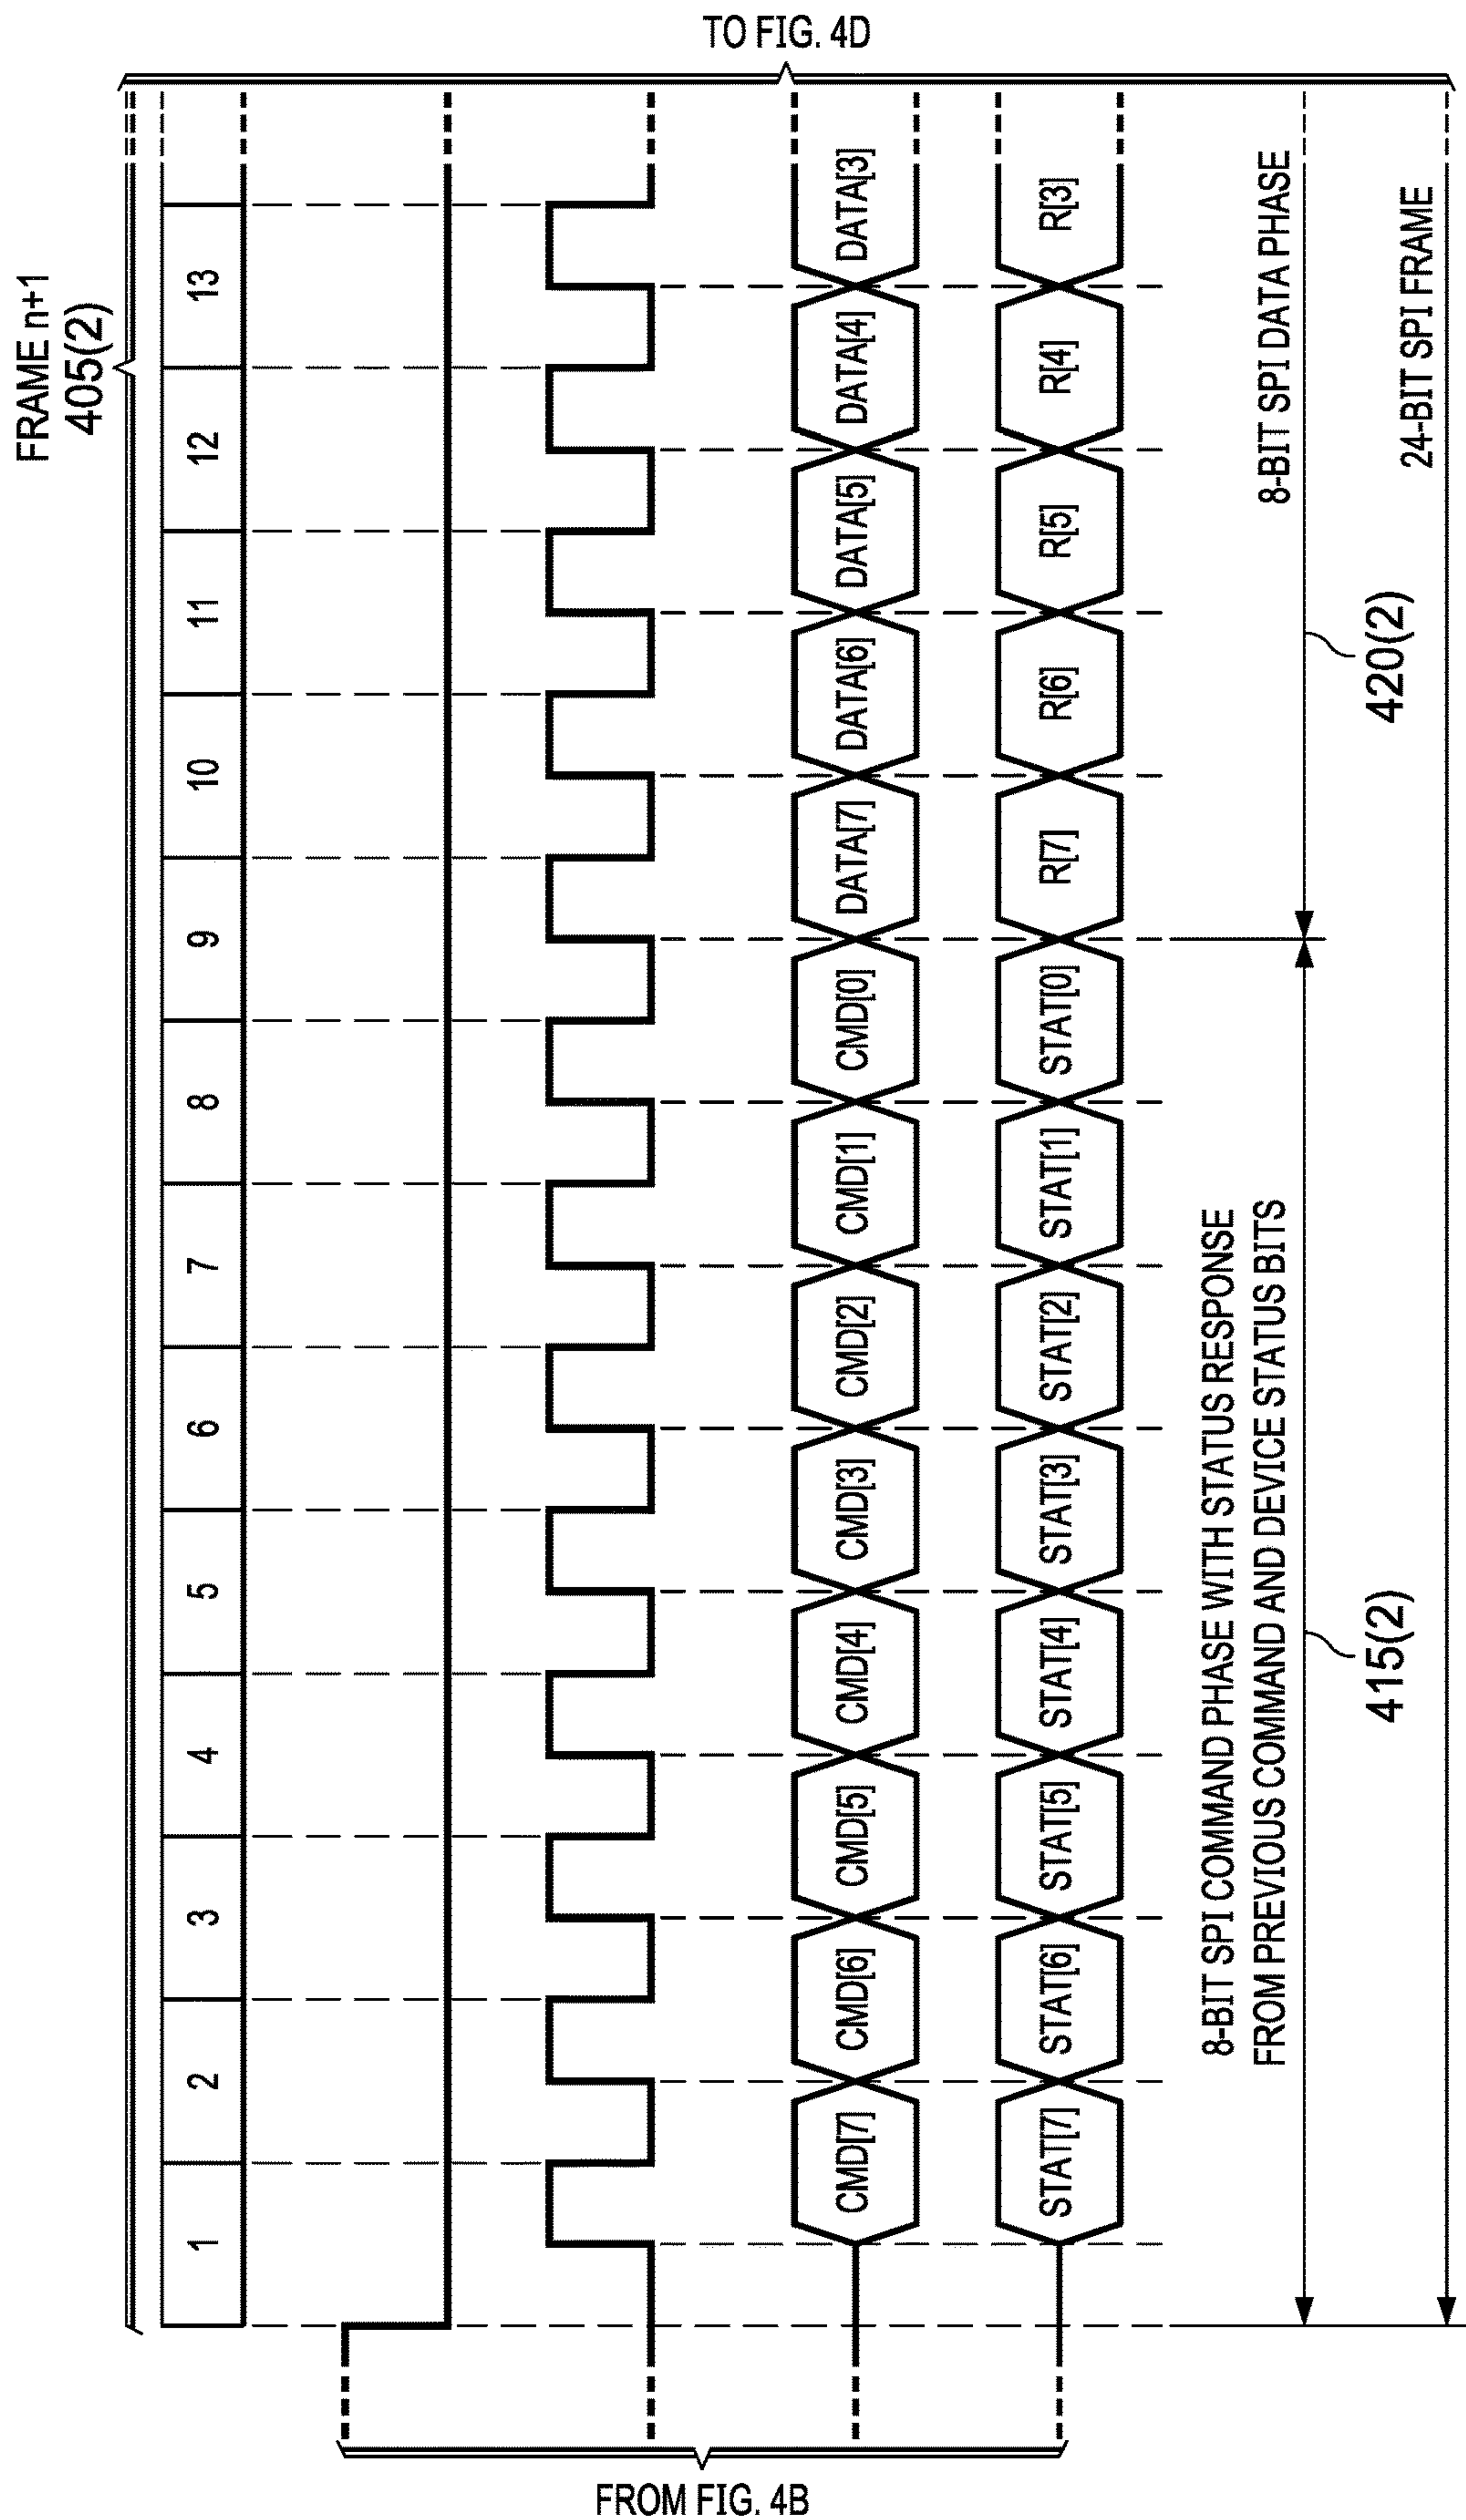 FRAME n+1
405(2)
1 2 3 4 5 6 7 8 9 10 11 12 13
CMD[7] CMD[6] CMD[5] CMD[4] CMD[3] CMD[2] CMD[1] CMD[0] DATA[7] DATA[6] DATA[5] DATA[4] DATA[3]
STAT[7] STAT[6] STAT[5] STAT[4] STAT[3] STAT[2] STAT[1] STAT[0] R[7] R[6] R[5] R[4] R[3]
8-BIT SPI COMMAND PHASE WITH STATUS RESPONSE
FROM PREVIOUS COMMAND AND DEVICE STATUS BITS
8-BIT SPI DATA PHASE
415(2)
420(2)
24-BIT SPI FRAME
FROM FIG. 4B
TO FIG. 4D